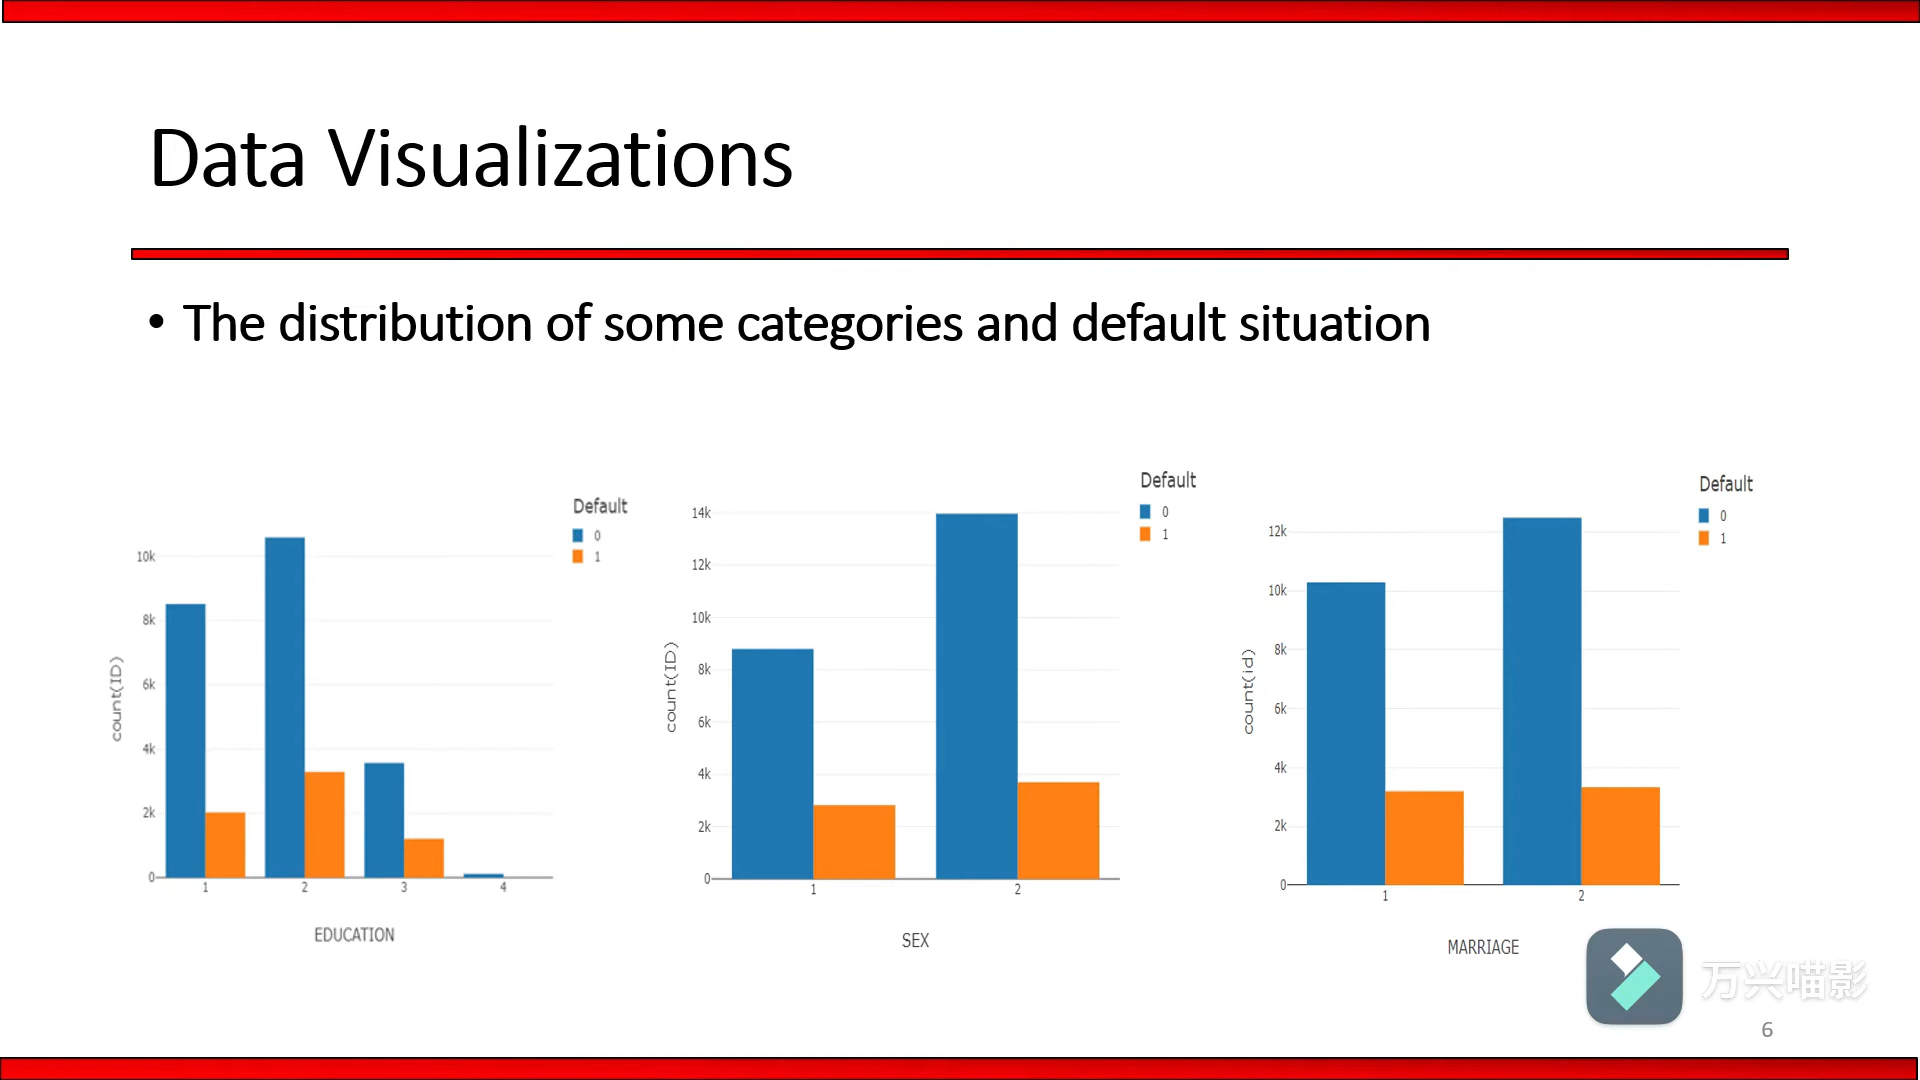 Data Visualizations
• The distribution of some categories and default situation
Default
0
1
10k
8k
6k
4k
2k
0
count(ID)
1 2 3 4
EDUCATION
Default
0
1
14k
12k
10k
8k
6k
4k
2k
0
count(ID)
1 2
SEX
Default
0
1
12k
10k
8k
6k
4k
2k
0
count(id)
1 2
MARRIAGE
万兴喵影
6